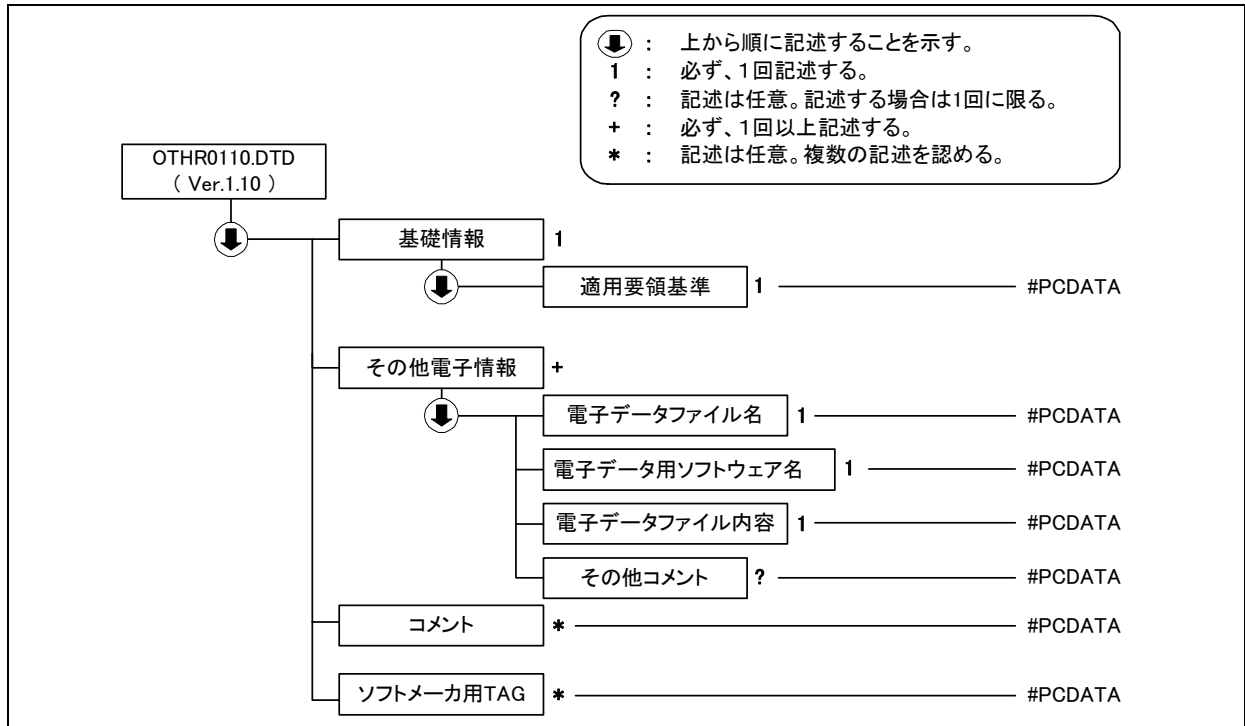 ↓ : 上から順に記述することを示す。
1 : 必ず、1回記述する。
? : 記述は任意。記述する場合は1回に限る。
+ : 必ず、1回以上記述する。
* : 記述は任意。複数の記述を認める。
OTHR0110.DTD
( Ver.1.10 )
基礎情報 1
適用要領基準 1 #PCDATA
その他電子情報 +
電子データファイル名 1 #PCDATA
電子データ用ソフトウェア名 1 #PCDATA
電子データファイル内容 1 #PCDATA
その他コメント ? #PCDATA
コメント * #PCDATA
ソフトメーカ用TAG * #PCDATA